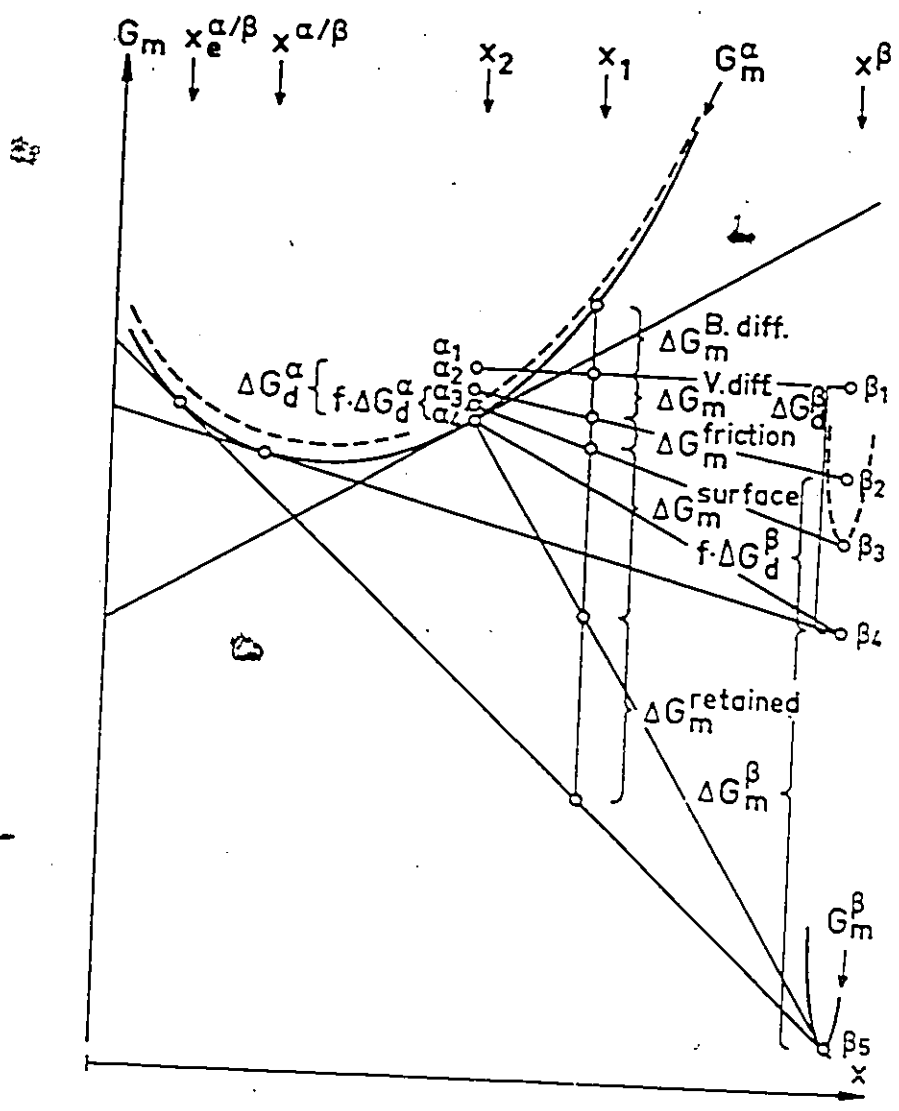 G_m x_e^{α/β} x^{α/β} x_2 x_1 G_m^α x^β
ΔG_m^{B. diff.}
α_1
α_2
α_3
ΔG_d^α { f·ΔG_d^α {
ΔG_m^{V. diff} ΔG_d^β β_1
ΔG_m^{friction}
β_2
ΔG_m^{surface}
β_3
f·ΔG_d^β
β_4
ΔG_m^{retained}
ΔG_m^β
G_m^β
β_5
x